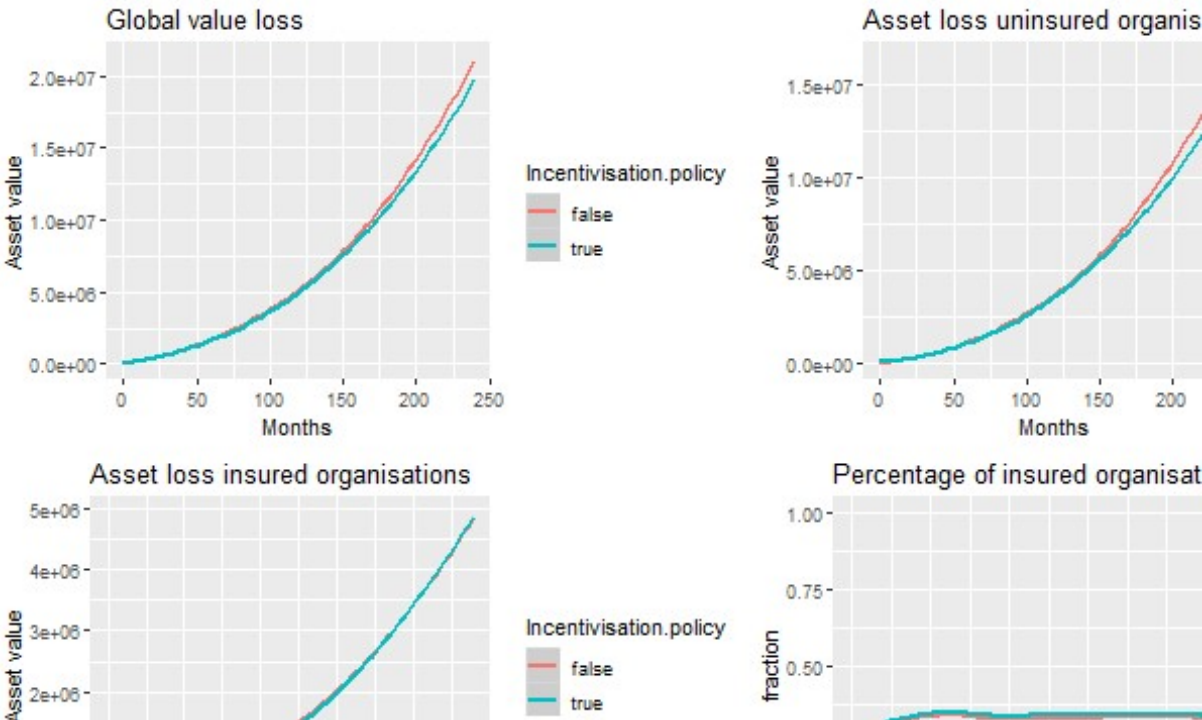 Global value loss
2.0e+07
1.5e+07
1.0e+07
5.0e+06
0.0e+00
Asset value
0 50 100 150 200 250
Months
Incentivisation.policy
false
true
Asset loss uninsured organis
1.5e+07
1.0e+07
5.0e+06
0.0e+00
Asset value
0 50 100 150 200
Months
Asset loss insured organisations
5e+06
4e+06
3e+06
2e+06
Asset value
Incentivisation.policy
false
true
Percentage of insured organisat
1.00
0.75
0.50
fraction